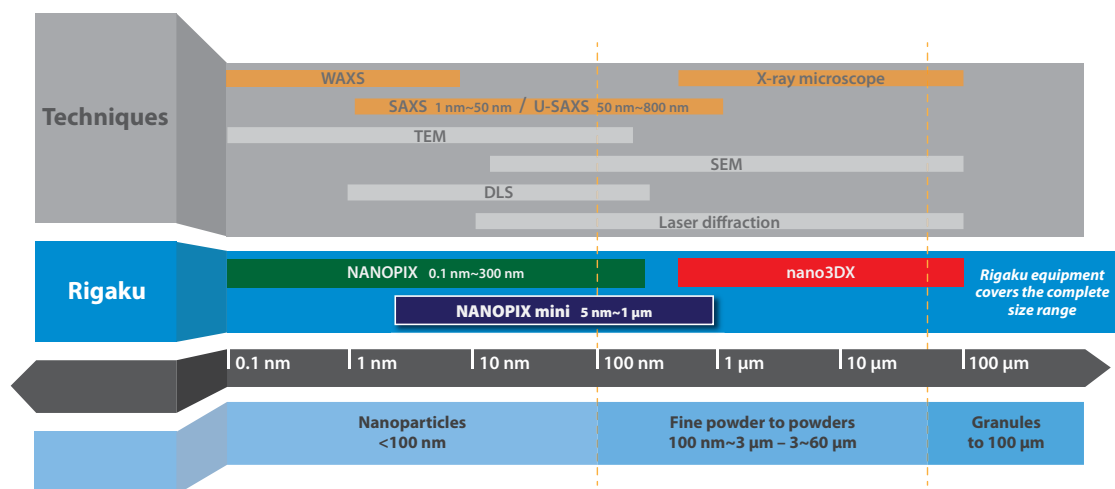 Techniques
WAXS
X-ray microscope
SAXS 1 nm~50 nm / U-SAXS 50 nm~800 nm
TEM
SEM
DLS
Laser diffraction
Rigaku
NANOPIX 0.1 nm~300 nm
nano3DX
NANOPIX mini 5 nm~1 µm
Rigaku equipment
covers the complete
size range
0.1 nm
1 nm
10 nm
100 nm
1 µm
10 µm
100 µm
Nanoparticles
<100 nm
Fine powder to powders
100 nm~3 µm – 3~60 µm
Granules
to 100 µm